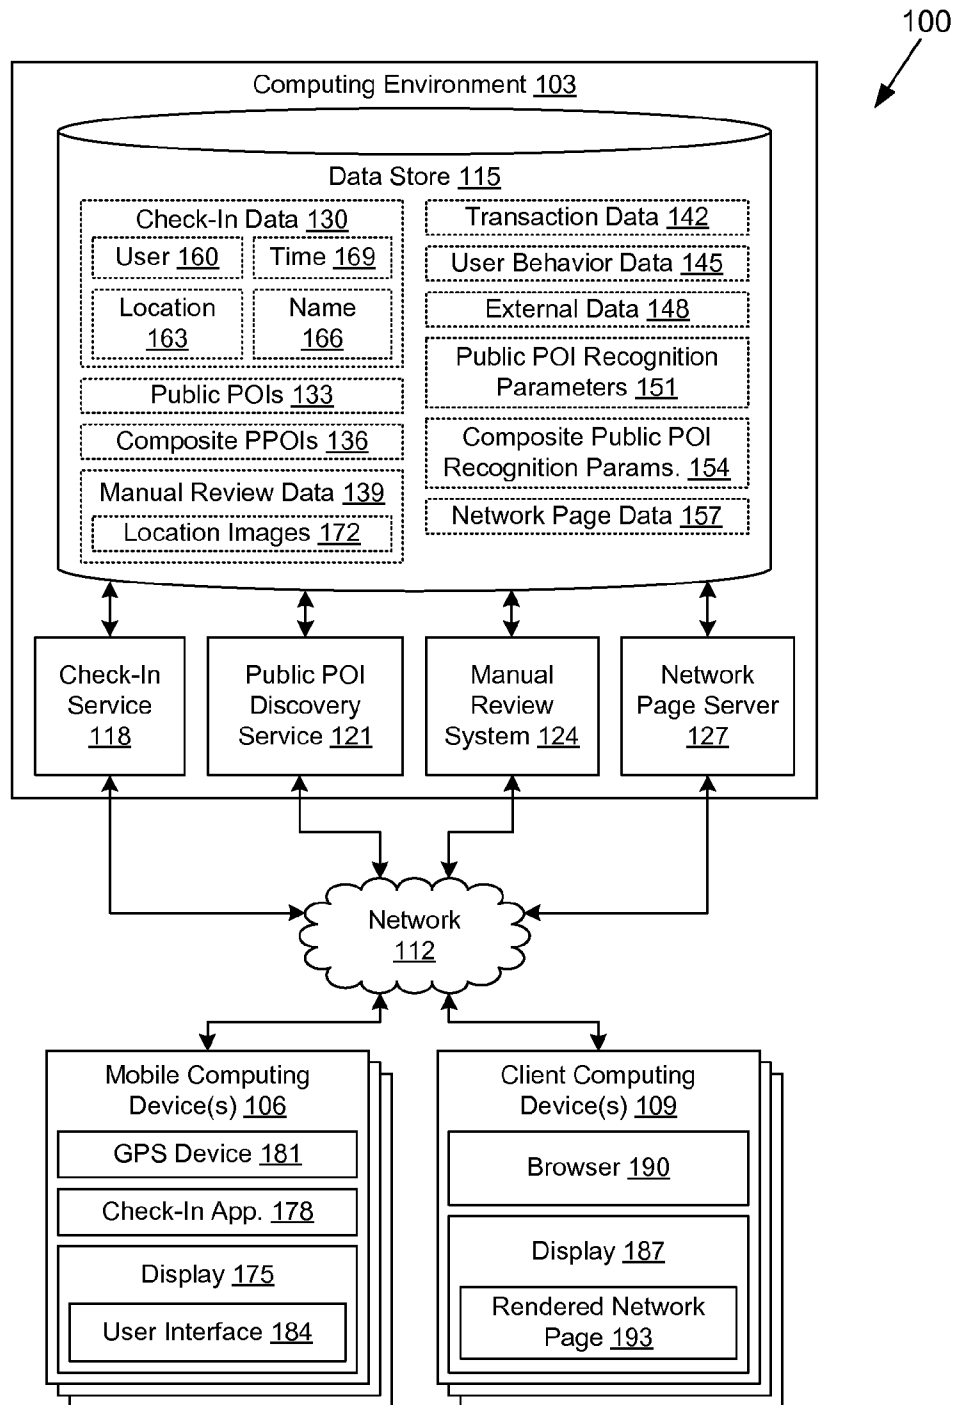 100
Computing Environment 103
Data Store 115
Check-In Data 130
User 160
Time 169
Location
163
Name
166
Public POIs 133
Composite PPOIs 136
Manual Review Data 139
Location Images 172
Transaction Data 142
User Behavior Data 145
External Data 148
Public POI Recognition
Parameters 151
Composite Public POI
Recognition Params. 154
Network Page Data 157
Check-In
Service
118
Public POI
Discovery
Service 121
Manual
Review
System 124
Network
Page Server
127
Network
112
Mobile Computing
Device(s) 106
GPS Device 181
Check-In App. 178
Display 175
User Interface 184
Client Computing
Device(s) 109
Browser 190
Display 187
Rendered Network
Page 193